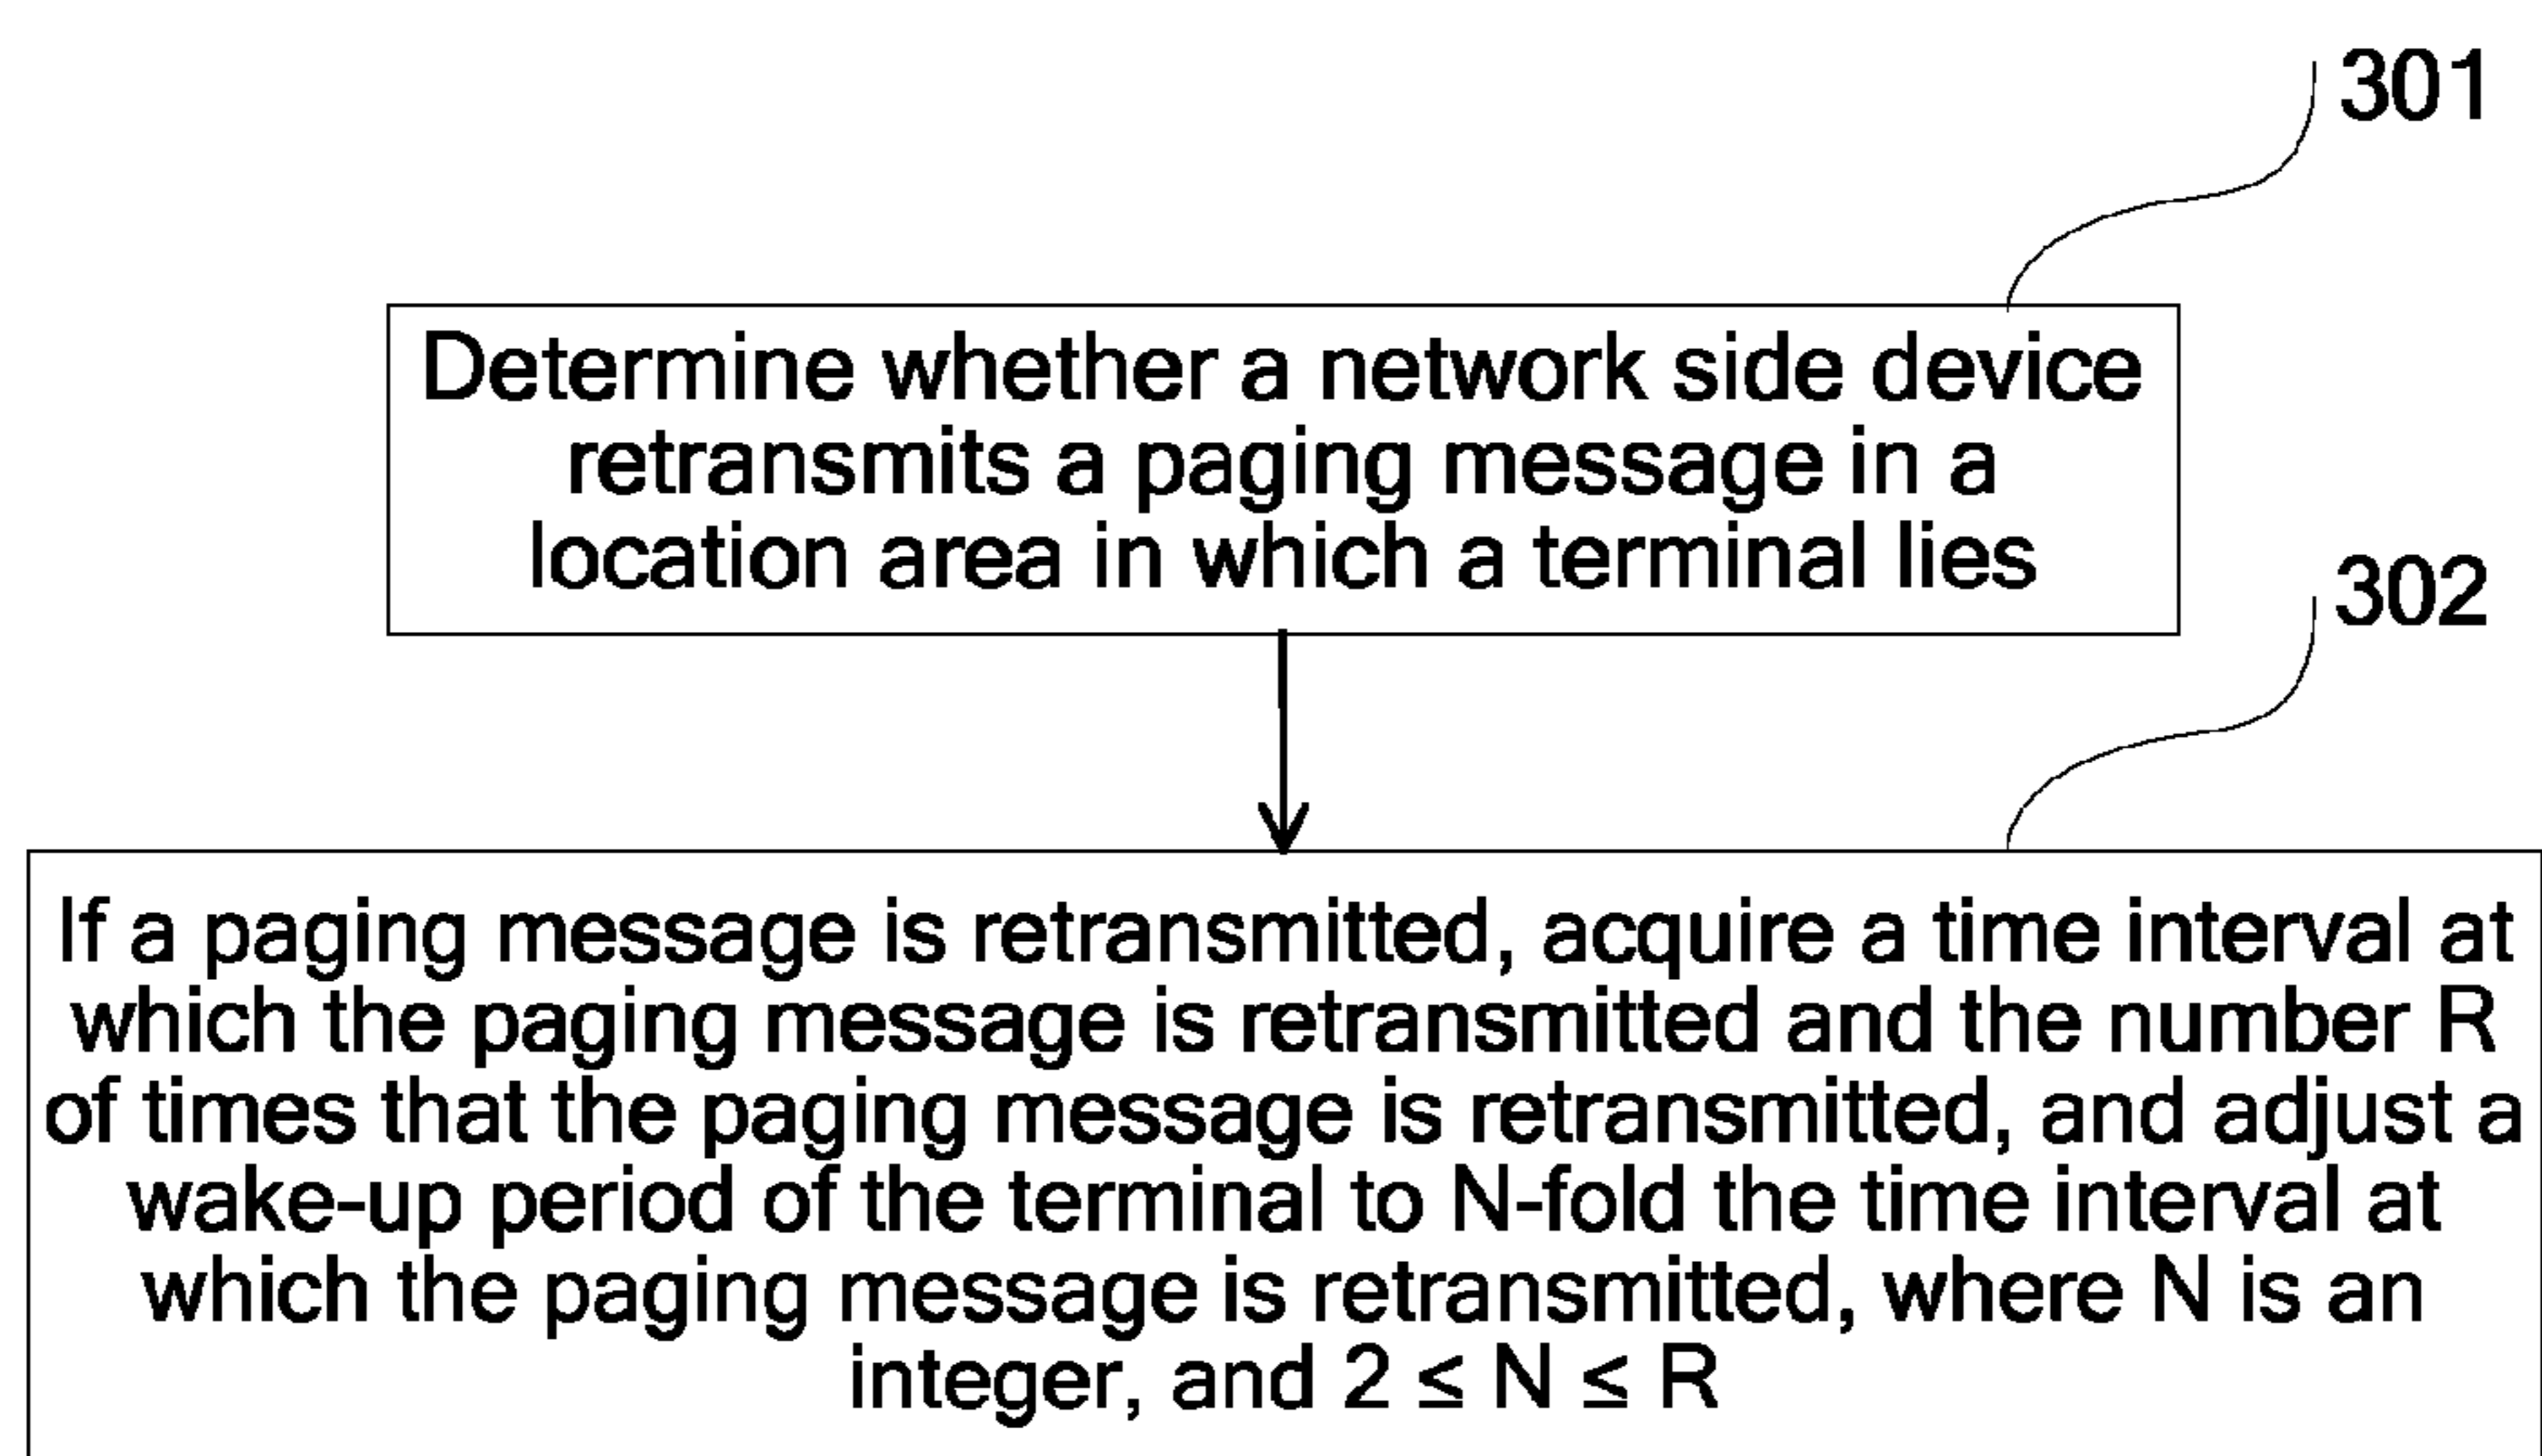 301
Determine whether a network side device
retransmits a paging message in a
location area in which a terminal lies
302
If a paging message is retransmitted, acquire a time interval at
which the paging message is retransmitted and the number R
of times that the paging message is retransmitted, and adjust a
wake-up period of the terminal to N-fold the time interval at
which the paging message is retransmitted, where N is an
integer, and 2 ≤ N ≤ R